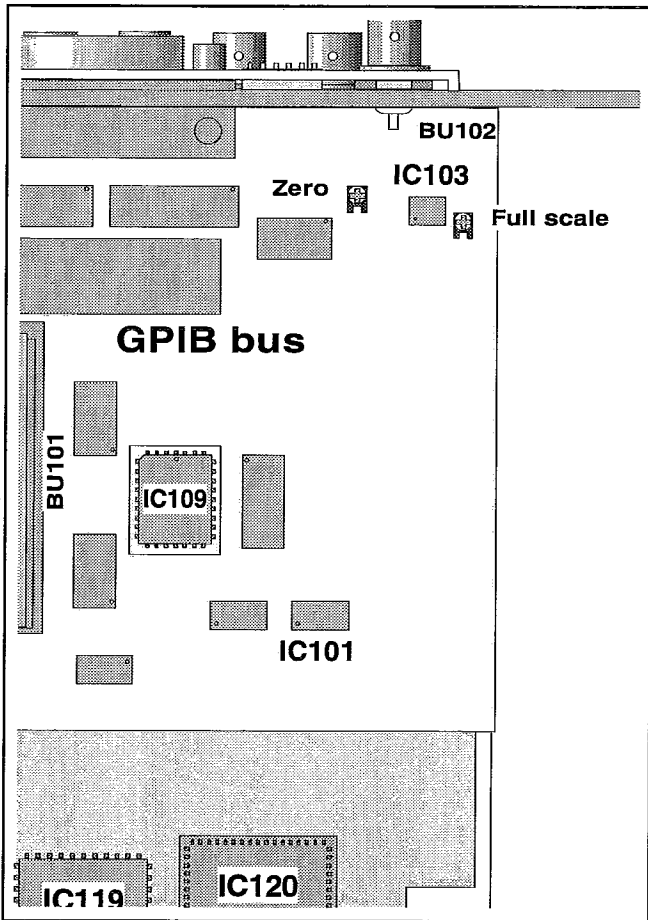 BU102
IC103
Zero
Full scale
GPIB bus
BU101
IC109
IC101
IC119
IC120